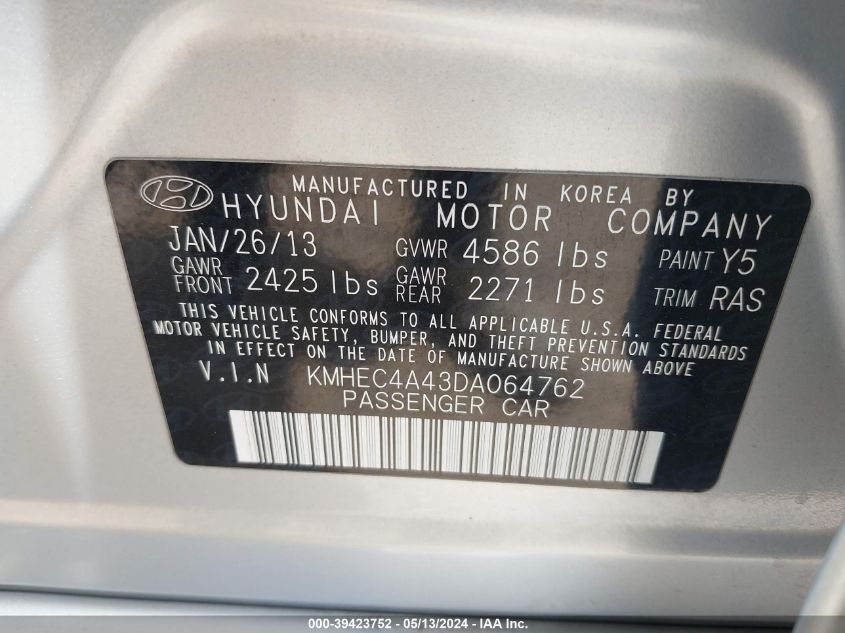 MANUFACTURED IN KOREA BY
HYUNDAI MOTOR COMPANY
JAN/26/13 GVWR 4586 lbs PAINT Y5
GAWR FRONT 2425 lbs GAWR REAR 2271 lbs TRIM RAS
THIS VEHICLE CONFORMS TO ALL APPLICABLE U.S.A. FEDERAL
MOTOR VEHICLE SAFETY, BUMPER, AND THEFT PREVENTION STANDARDS
IN EFFECT ON THE DATE OF MANUFACTURE SHOWN ABOVE
V.I.N KMHEC4A43DA064762
PASSENGER CAR
000-39423752 - 05/13/2024 - IAA Inc.